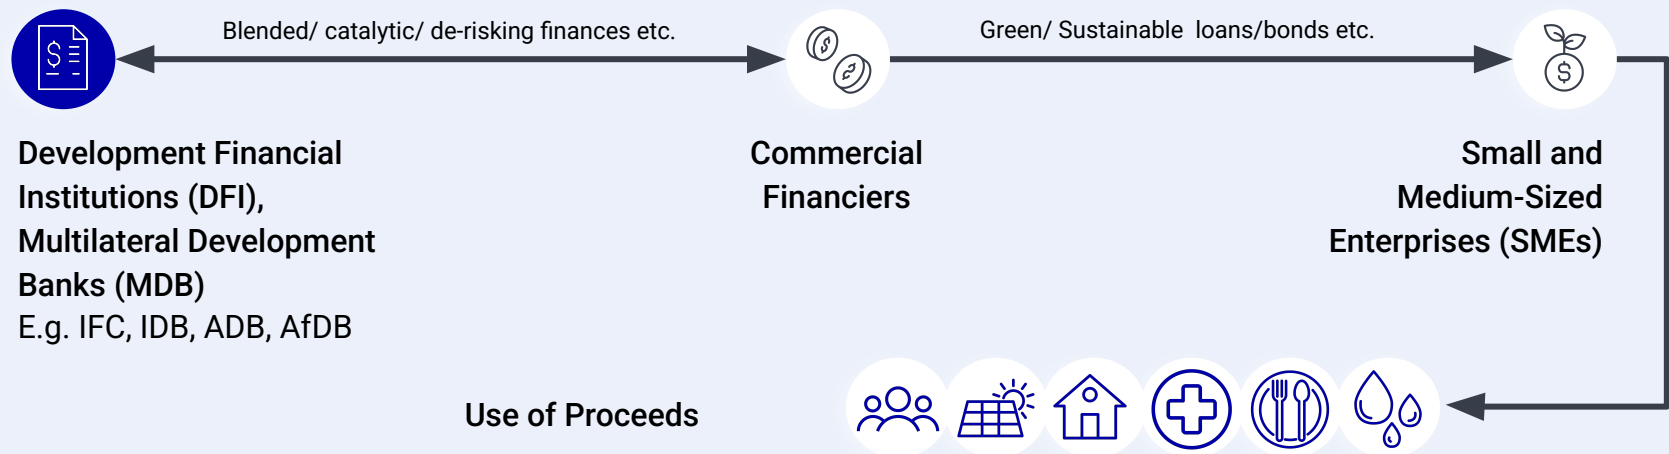 Blended/ catalytic/ de-risking finances etc.
Green/ Sustainable loans/bonds etc.
Development Financial
Institutions (DFI),
Multilateral Development
Banks (MDB)
E.g. IFC, IDB, ADB, AfDB
Commercial
Financiers
Small and
Medium-Sized
Enterprises (SMEs)
Use of Proceeds